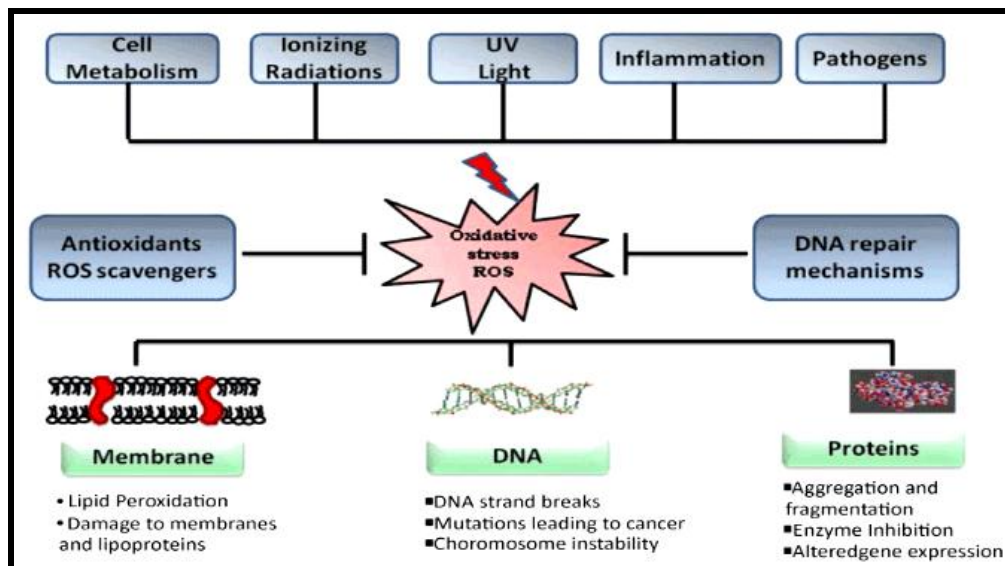 Cell
Metabolism
Ionizing
Radiations
UV
Light
Inflammation
Pathogens
Antioxidants
ROS scavengers
Oxidative
stress
ROS
DNA repair
mechanisms
Membrane
• Lipid Peroxidation
• Damage to membranes
and lipoproteins
DNA
▪DNA strand breaks
▪Mutations leading to cancer
▪Choromosome instability
Proteins
▪Aggregation and
fragmentation
▪Enzyme Inhibition
▪Alteredgene expression